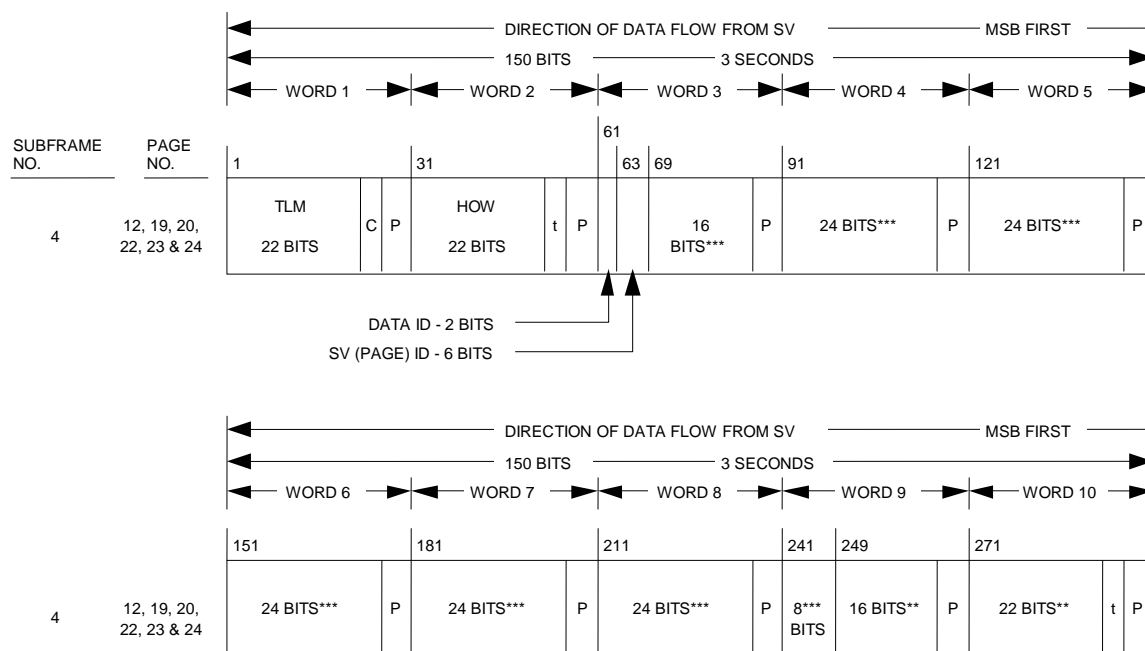 DIRECTION OF DATA FLOW FROM SV MSB FIRST
150 BITS 3 SECONDS
WORD 1 WORD 2 WORD 3 WORD 4 WORD 5
61
SUBFRAME NO. PAGE NO. 1 31 63 69 91 121
4 12, 19, 20, 22, 23 & 24 TLM 22 BITS C P HOW 22 BITS t P 16 BITS*** P 24 BITS*** P 24 BITS*** P
DATA ID - 2 BITS
SV (PAGE) ID - 6 BITS
DIRECTION OF DATA FLOW FROM SV MSB FIRST
150 BITS 3 SECONDS
WORD 6 WORD 7 WORD 8 WORD 9 WORD 10
151 181 211 241 249 271
4 12, 19, 20, 22, 23 & 24 24 BITS*** P 24 BITS*** P 24 BITS*** P 8*** BITS 16 BITS** P 22 BITS** t P